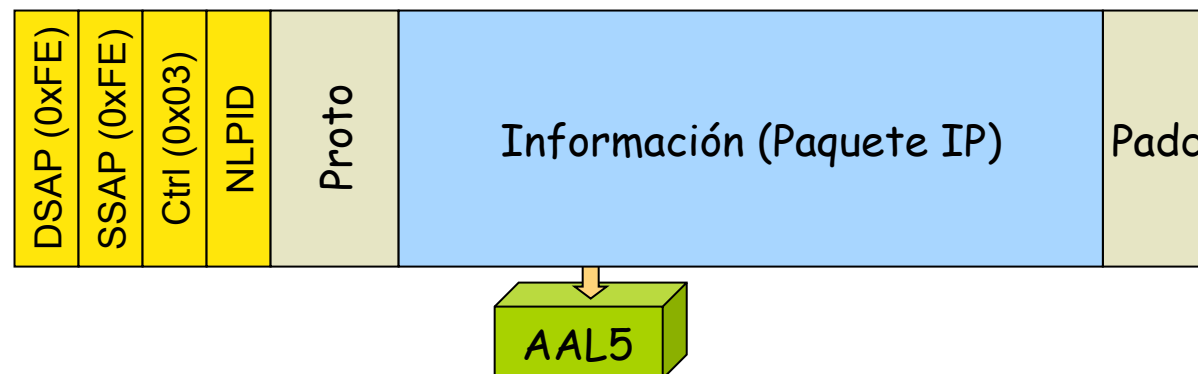 DSAP (0xFE)
SSAP (0xFE)
Ctrl (0x03)
NLPID
Proto
Información (Paquete IP)
AAL5